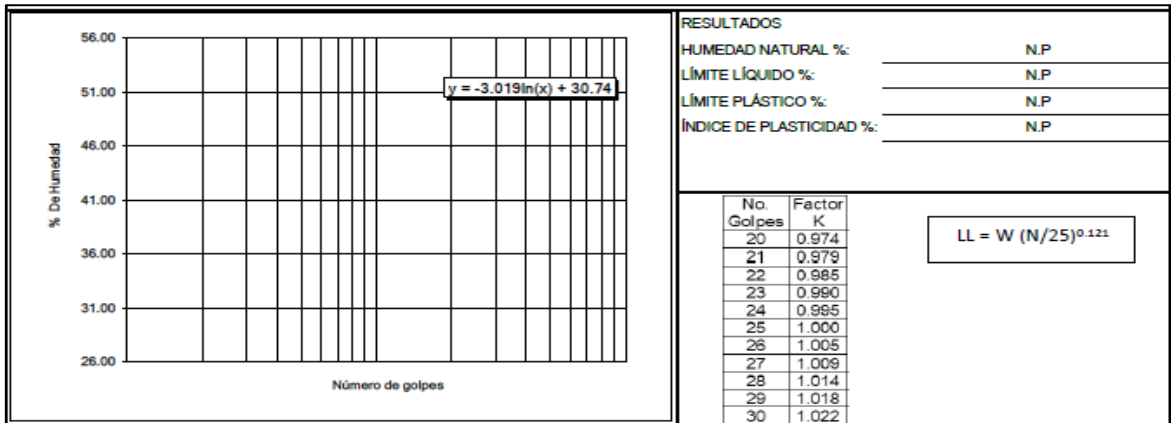 56.00
51.00
46.00
41.00
36.00
31.00
26.00
% De Humedad
y = -3.019ln(x) + 30.74
Número de golpes
RESULTADOS
HUMEDAD NATURAL %: N.P
LÍMITE LÍQUIDO %: N.P
LÍMITE PLÁSTICO %: N.P
ÍNDICE DE PLASTICIDAD %: N.P
No. Golpes Factor K
20 0.974
21 0.979
22 0.985
23 0.990
24 0.995
25 1.000
26 1.005
27 1.009
28 1.014
29 1.018
30 1.022
LL = W (N/25)⁰·¹²¹